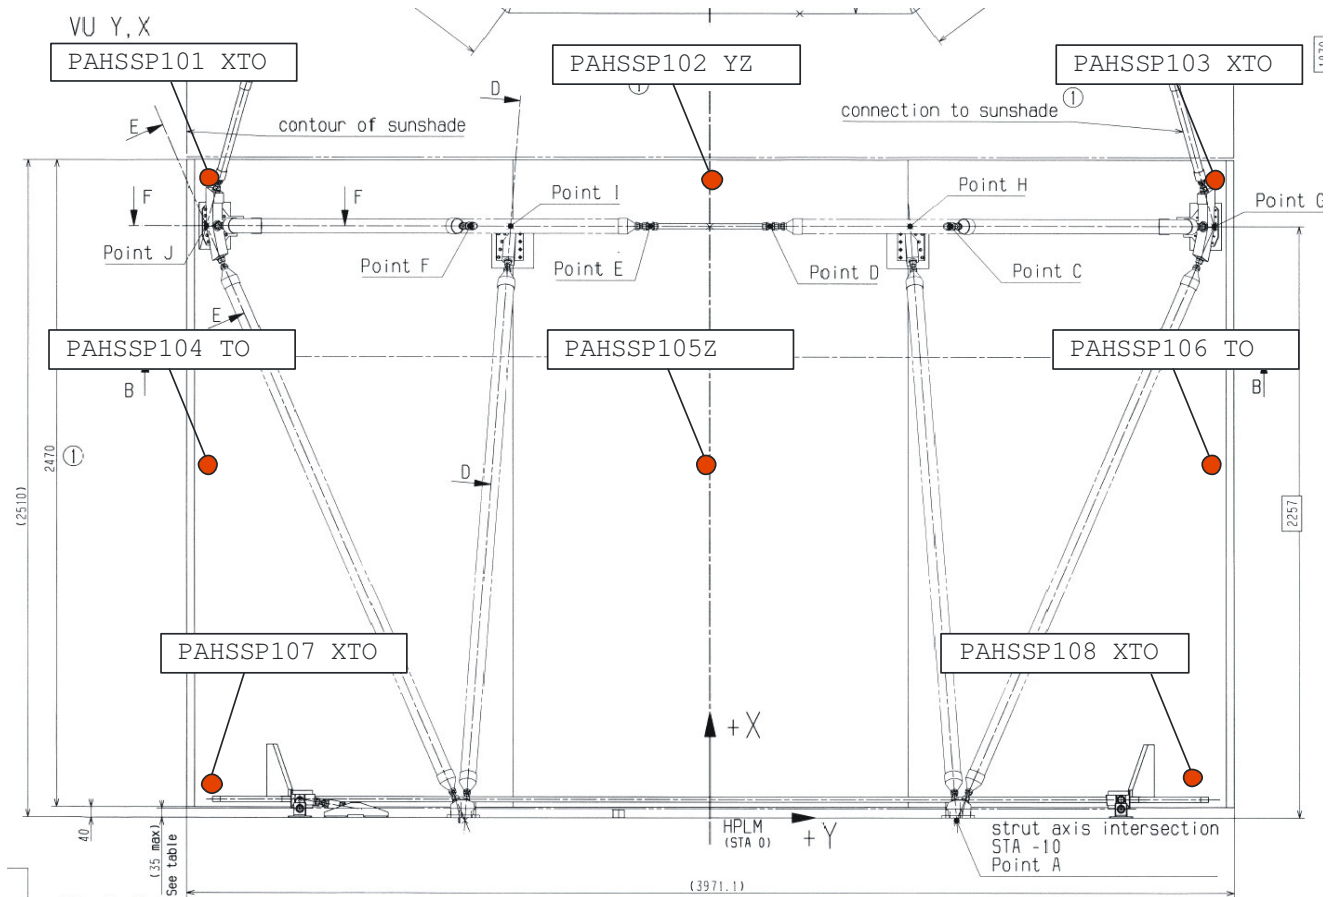 VU Y,X
PAHSSP101 XTO
PAHSSP102 YZ
PAHSSP103 XTO
D
1
connection to sunshade 1
E
contour of sunshade
F
F
Point I
Point H
Point G
Point J
Point F
Point E
Point D
Point C
E
PAHSSP104 TO
PAHSSP105Z
PAHSSP106 TO
B
B
2470
1
D
(2510)
2257
PAHSSP107 XTO
PAHSSP108 XTO
+X
40
(35 max)
See table
HPLM
(STA 0)
+Y
strut axis intersection
STA -10
Point A
(3971.1)